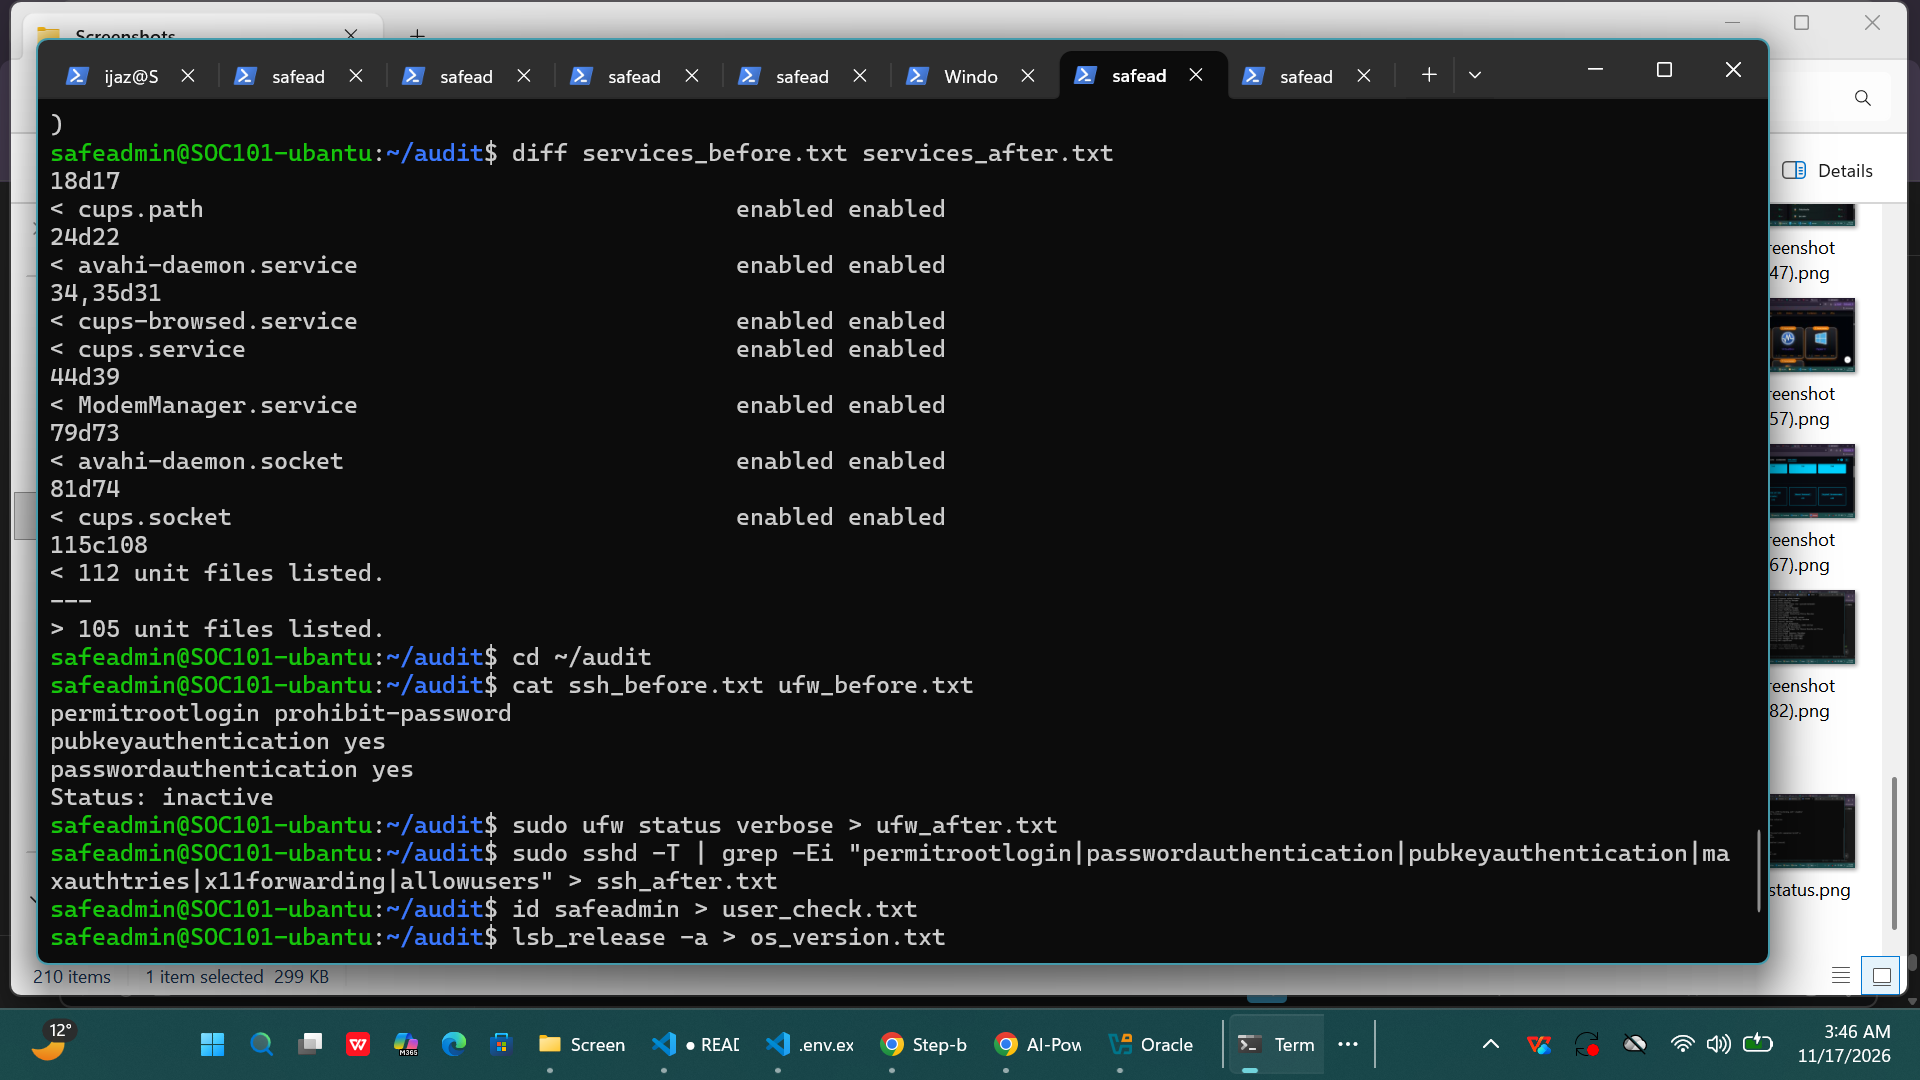 Screenshots
ijaz@S
safead
safead
safead
safead
Windo
safead
safead
)
safeadmin@SOC101-ubantu:~/audit$ diff services_before.txt services_after.txt
18d17
< cups.path enabled enabled
24d22
< avahi-daemon.service enabled enabled
34,35d31
< cups-browsed.service enabled enabled
< cups.service enabled enabled
44d39
< ModemManager.service enabled enabled
79d73
< avahi-daemon.socket enabled enabled
81d74
< cups.socket enabled enabled
115c108
< 112 unit files listed.
---
> 105 unit files listed.
safeadmin@SOC101-ubantu:~/audit$ cd ~/audit
safeadmin@SOC101-ubantu:~/audit$ cat ssh_before.txt ufw_before.txt
permitrootlogin prohibit-password
pubkeyauthentication yes
passwordauthentication yes
Status: inactive
safeadmin@SOC101-ubantu:~/audit$ sudo ufw status verbose > ufw_after.txt
safeadmin@SOC101-ubantu:~/audit$ sudo sshd -T | grep -Ei "permitrootlogin|passwordauthentication|pubkeyauthentication|ma
xauthtries|x11forwarding|allowusers" > ssh_after.txt
safeadmin@SOC101-ubantu:~/audit$ id safeadmin > user_check.txt
safeadmin@SOC101-ubantu:~/audit$ lsb_release -a > os_version.txt
Details
reenshot
47).png
reenshot
57).png
reenshot
67).png
reenshot
82).png
status.png
210 items
1 item selected 299 KB
12°
M365
Screen
● READ
.env.ex
Step-b
AI-Pow
Oracle
Term
3:46 AM
11/17/2026